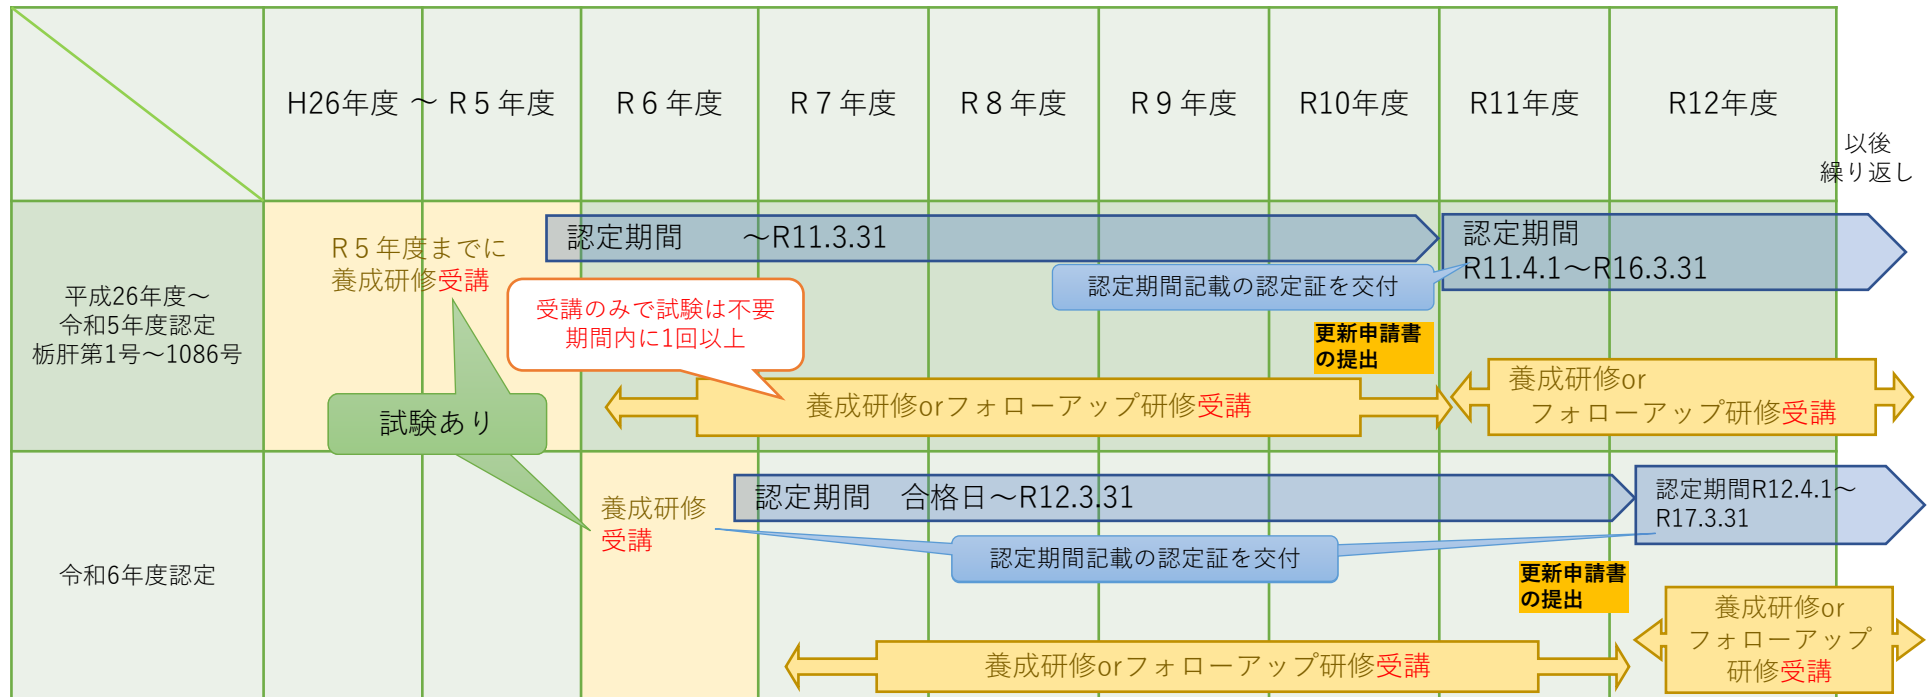 H26年度 ～ R５年度
R６年度
R７年度
R８年度
R９年度
R10年度
R11年度
R12年度
以後
繰り返し
平成26年度～
令和5年度認定
栃肝第1号～1086号
R５年度までに
養成研修受講
認定期間　　～R11.3.31
認定期間
R11.4.1～R16.3.31
認定期間記載の認定証を交付
受講のみで試験は不要
期間内に1回以上
更新申請書
の提出
養成研修orフォローアップ研修受講
養成研修or
フォローアップ研修受講
試験あり
令和6年度認定
養成研修
受講
認定期間　合格日～R12.3.31
認定期間R12.4.1～
R17.3.31
認定期間記載の認定証を交付
更新申請書
の提出
養成研修orフォローアップ研修受講
養成研修or
フォローアップ
研修受講